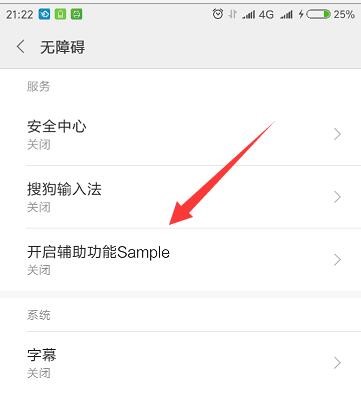 21:22 4G 25%
无障碍
服务
安全中心
关闭
搜狗输入法
关闭
开启辅助功能Sample
关闭
系统
字幕
关闭